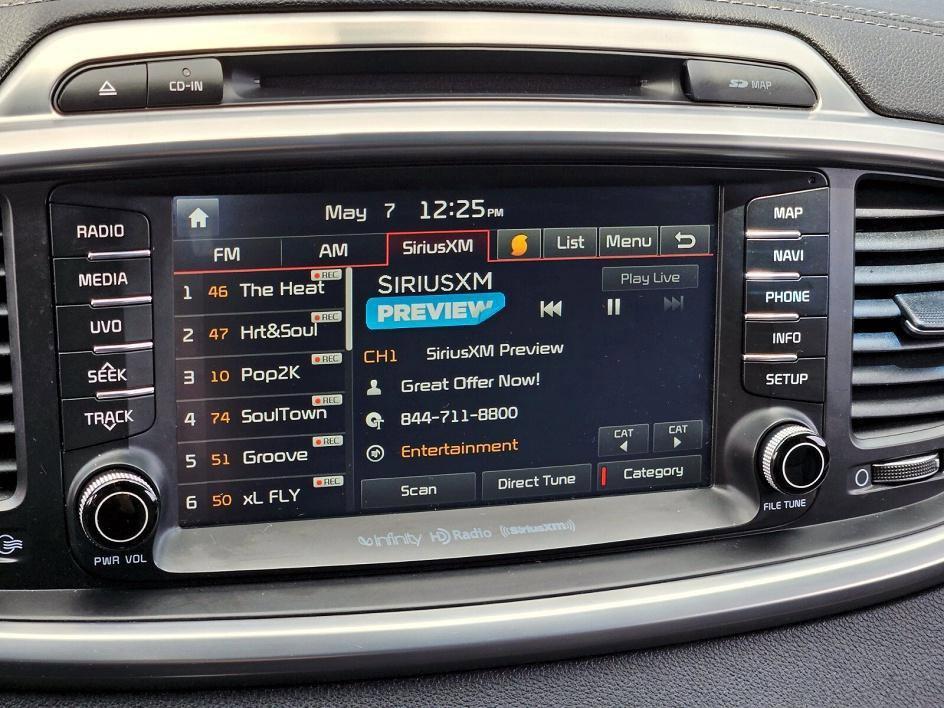 CD-IN
SD MAP
RADIO
MEDIA
UVO
SEEK
TRACK
PWR VOL
May 7 12:25 PM
FM AM SiriusXM List Menu
1 46 The Heat REC
2 47 Hrt&Soul REC
3 10 Pop2K REC
4 74 SoulTown REC
5 51 Groove REC
6 50 xL FLY REC
SIRIUSXM
PREVIEW
Play Live
CH1 SiriusXM Preview
Great Offer Now!
844-711-8800
Entertainment
CAT CAT
Scan Direct Tune Category
Infinity HD Radio ((SiriusXM))
MAP
NAVI
PHONE
INFO
SETUP
FILE TUNE